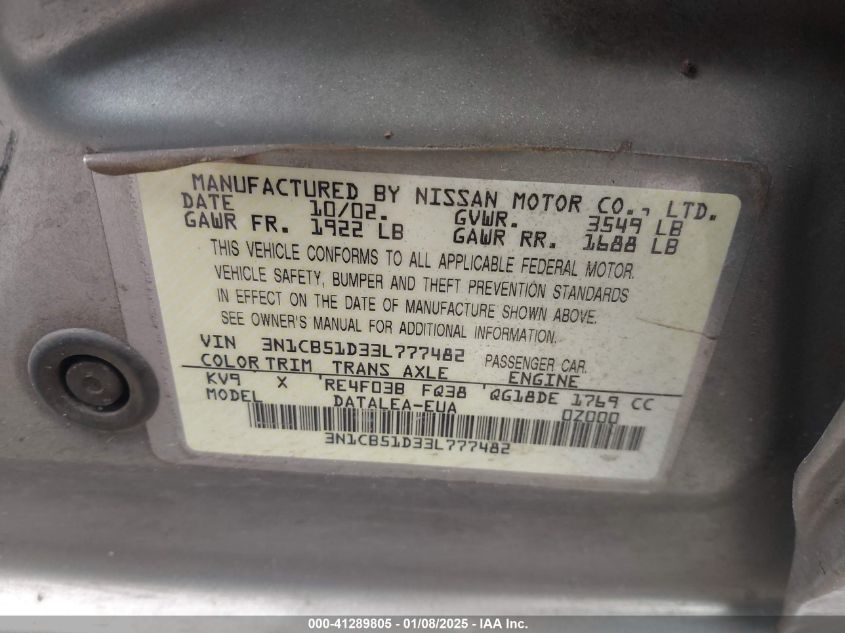 MANUFACTURED BY NISSAN MOTOR CO., LTD.
DATE 10/02. GVWR. 3549 LB
GAWR FR. 1922 LB GAWR RR. 1688 LB
THIS VEHICLE CONFORMS TO ALL APPLICABLE FEDERAL MOTOR
VEHICLE SAFETY, BUMPER AND THEFT PREVENTION STANDARDS
IN EFFECT ON THE DATE OF MANUFACTURE SHOWN ABOVE.
SEE OWNER'S MANUAL FOR ADDITIONAL INFORMATION.
VIN 3N1CB51D33L777482 PASSENGER CAR
COLOR TRIM TRANS AXLE ENGINE
KV9 X RE4F03B FQ38 QG18DE 1769 CC
MODEL DATALEA-EUA 0Z000
3N1CB51D33L777482
000-41289805 - 01/08/2025 - IAA Inc.